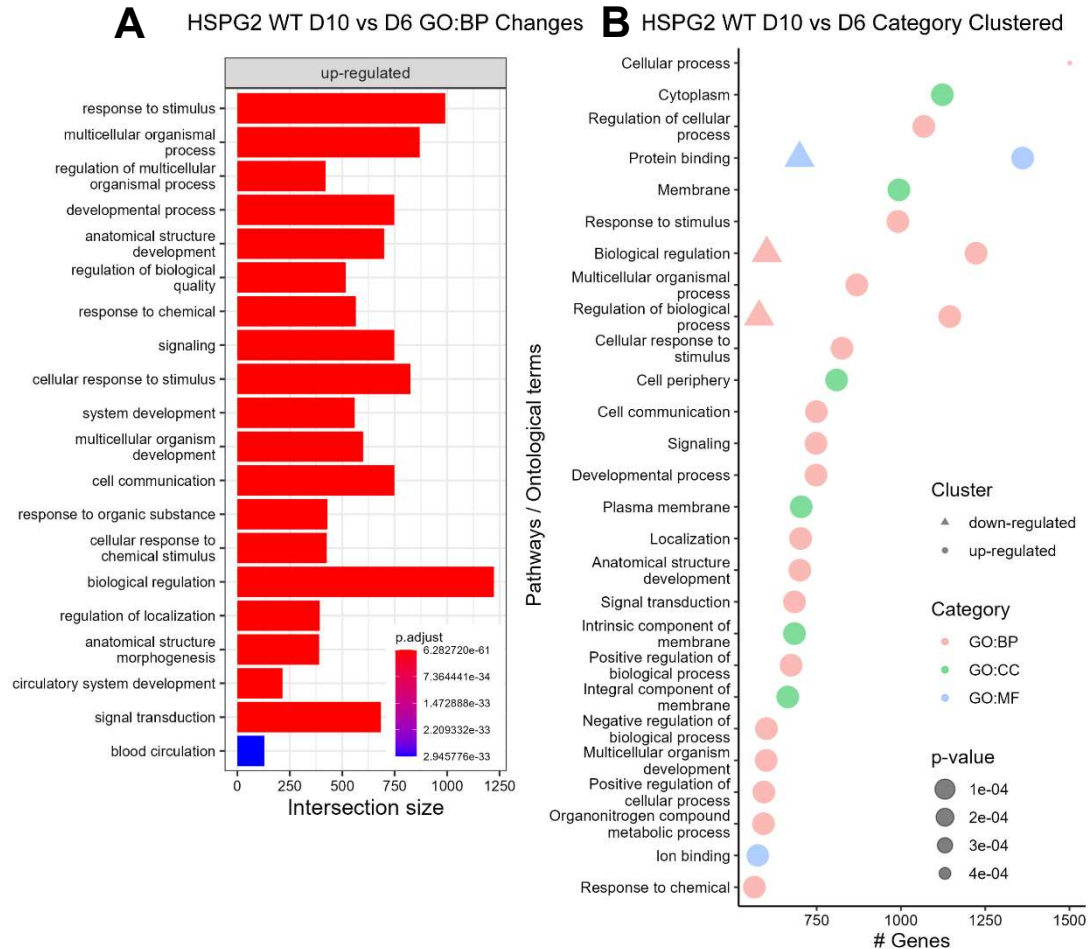 A HSPG2 WT D10 vs D6 GO:BP Changes
up-regulated
response to stimulus
multicellular organismal
process
regulation of multicellular
organismal process
developmental process
anatomical structure
development
regulation of biological
quality
response to chemical
signaling
cellular response to stimulus
system development
multicellular organism
development
cell communication
response to organic substance
cellular response to
chemical stimulus
biological regulation
regulation of localization
anatomical structure
morphogenesis
circulatory system development
signal transduction
blood circulation
p.adjust
6.282720e-61
7.364441e-34
1.472888e-33
2.209332e-33
2.945776e-33
0 250 500 750 1000 1250
Intersection size
B HSPG2 WT D10 vs D6 Category Clustered
Pathways / Ontological terms
Cellular process
Cytoplasm
Regulation of cellular
process
Protein binding
Membrane
Response to stimulus
Biological regulation
Multicellular organismal
process
Regulation of biological
process
Cellular response to
stimulus
Cell periphery
Cell communication
Signaling
Developmental process
Plasma membrane
Localization
Anatomical structure
development
Signal transduction
Intrinsic component of
membrane
Positive regulation of
biological process
Integral component of
membrane
Negative regulation of
biological process
Multicellular organism
development
Positive regulation of
cellular process
Organonitrogen compound
metabolic process
Ion binding
Response to chemical
Cluster
down-regulated
up-regulated
Category
GO:BP
GO:CC
GO:MF
p-value
1e-04
2e-04
3e-04
4e-04
750 1000 1250 1500
# Genes